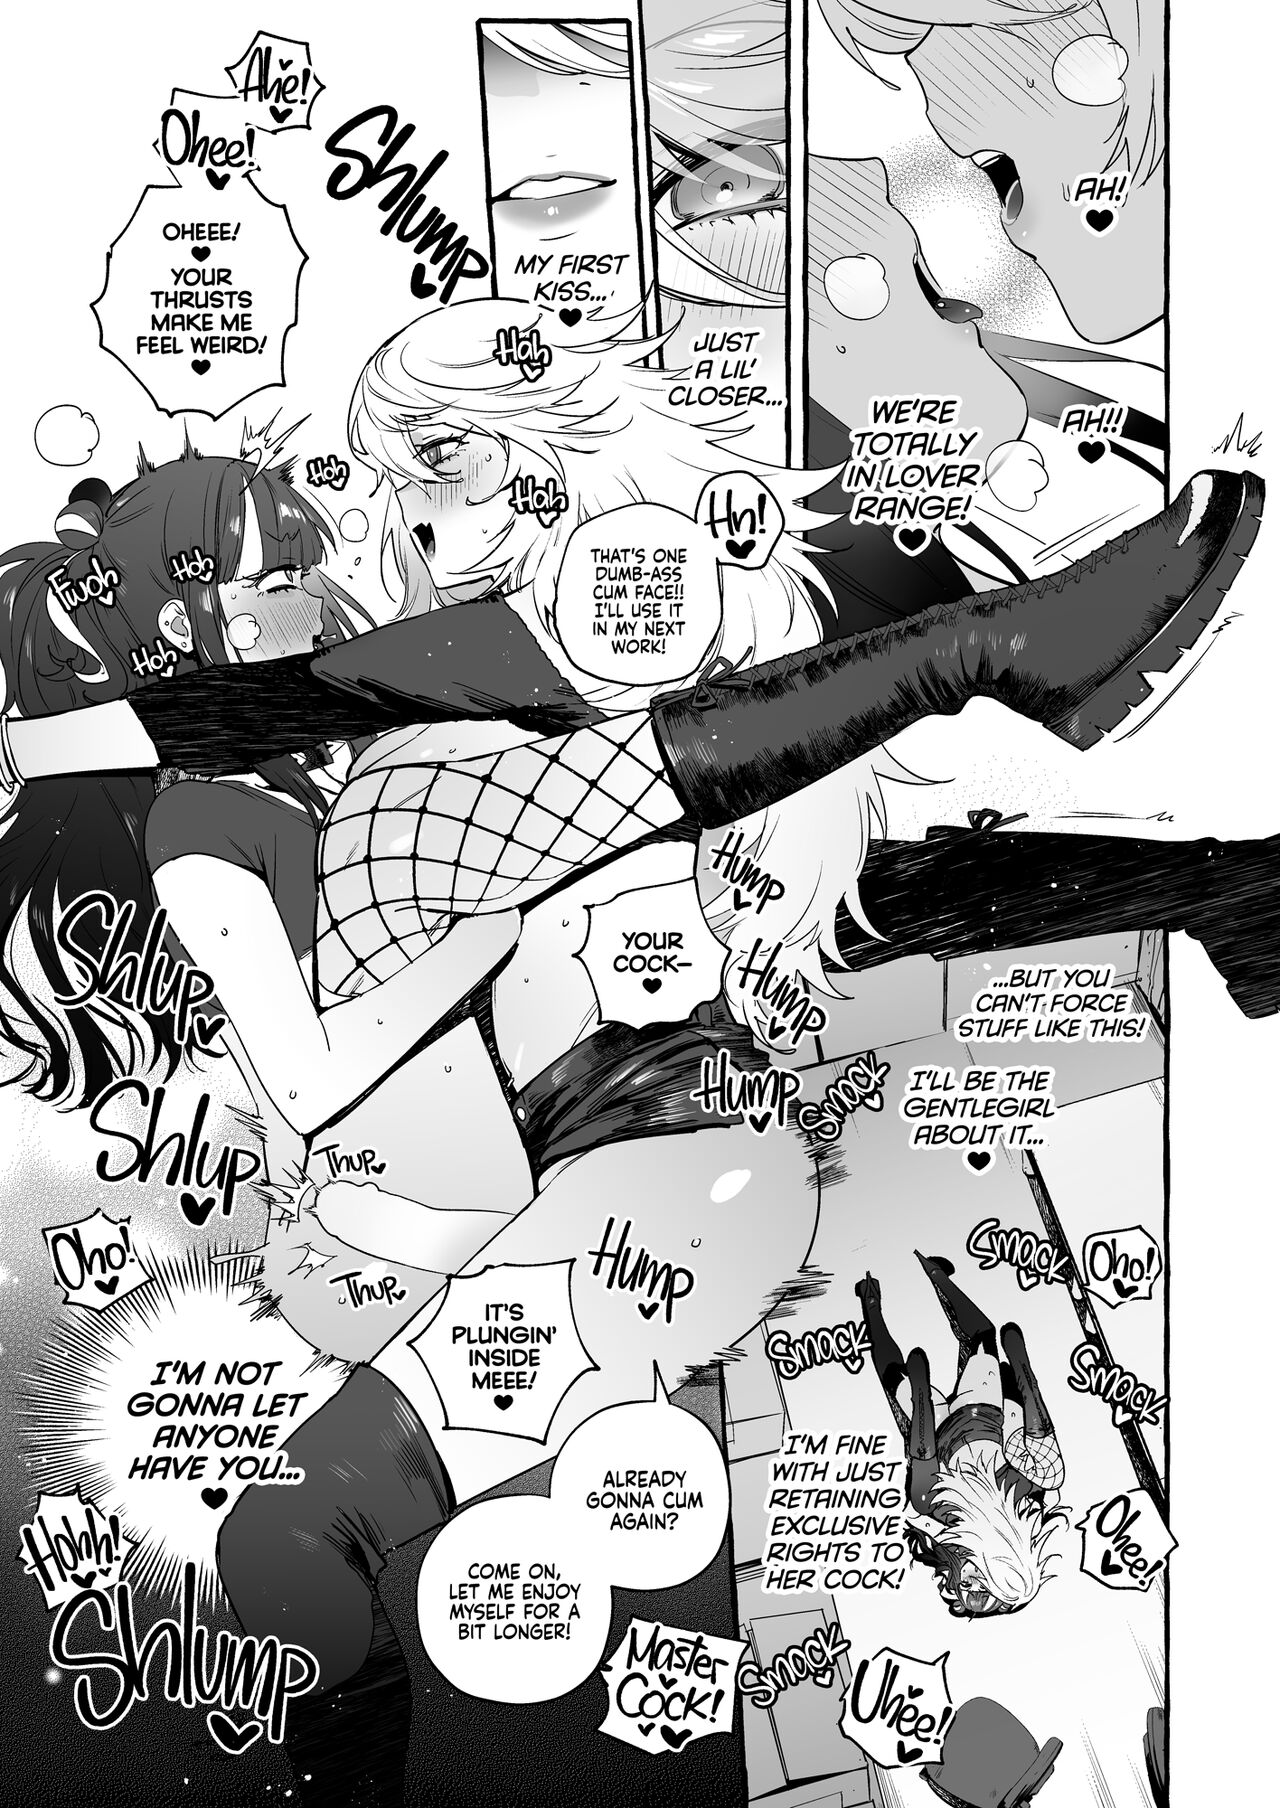 AH!
AH!!
WE'RE
TOTALLY
IN LOVER
RANGE!
JUST
A LIL'
CLOSER...
MY FIRST
KISS...
Shlump
Ahe!
Ohee!
OHEEE!
YOUR
THRUSTS
MAKE ME
FEEL WEIRD!
Hah
Hah
Hah
Hn!
THAT'S ONE
DUMB-ASS
CUM FACE!!
I'LL USE IT
IN MY NEXT
WORK!
Fwoh
Hoh
Hoh
Hump
Hump
Hump
YOUR
COCK–
Shlup
Shlup
Thup
Thup
Hump
IT'S
PLUNGIN'
INSIDE
MEEE!
Oho!
I'M NOT
GONNA LET
ANYONE
HAVE YOU...
Hohh!
Shlump
ALREADY
GONNA CUM
AGAIN?
COME ON,
LET ME ENJOY
MYSELF FOR A
BIT LONGER!
Master
Cock!
...BUT YOU
CAN'T FORCE
STUFF LIKE THIS!
I'LL BE THE
GENTLEGIRL
ABOUT IT...
Smack
Smack
Oho!
Smack
Smack
I'M FINE
WITH JUST
RETAINING
EXCLUSIVE
RIGHTS TO
HER COCK!
Ohee!
Smack
Uhee!